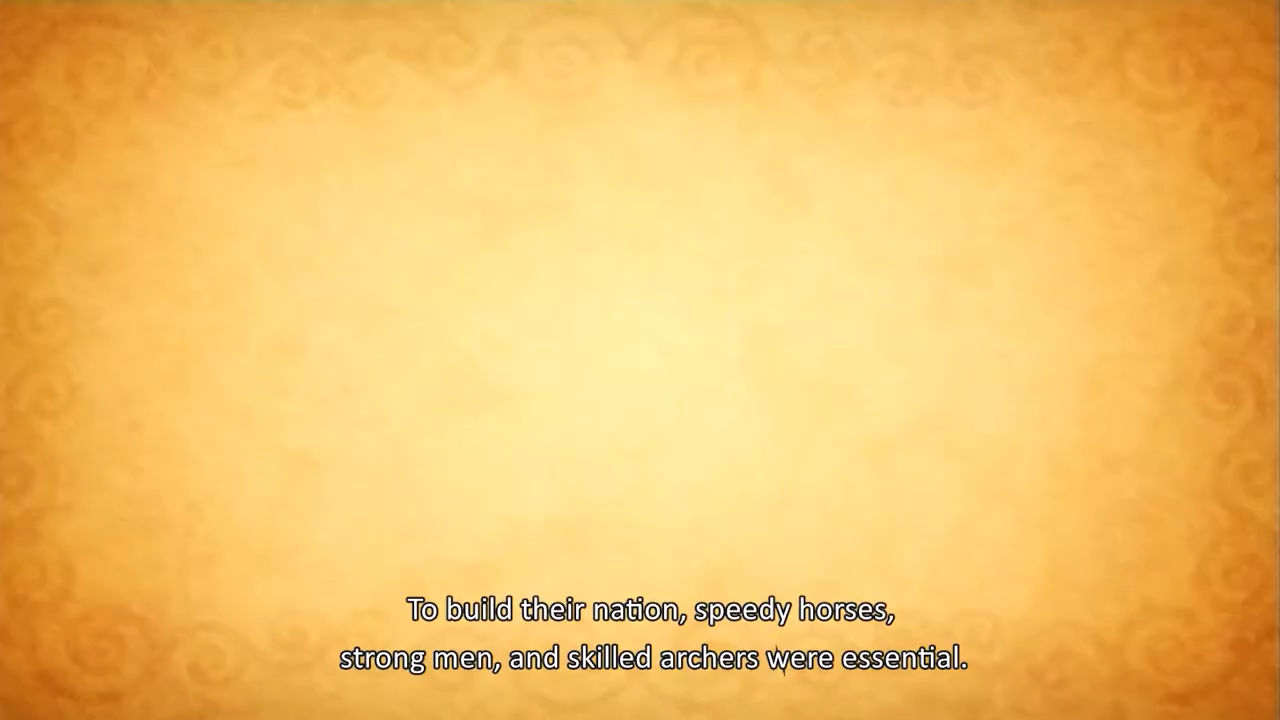 To build their nation, speedy horses,
strong men, and skilled archers were essential.